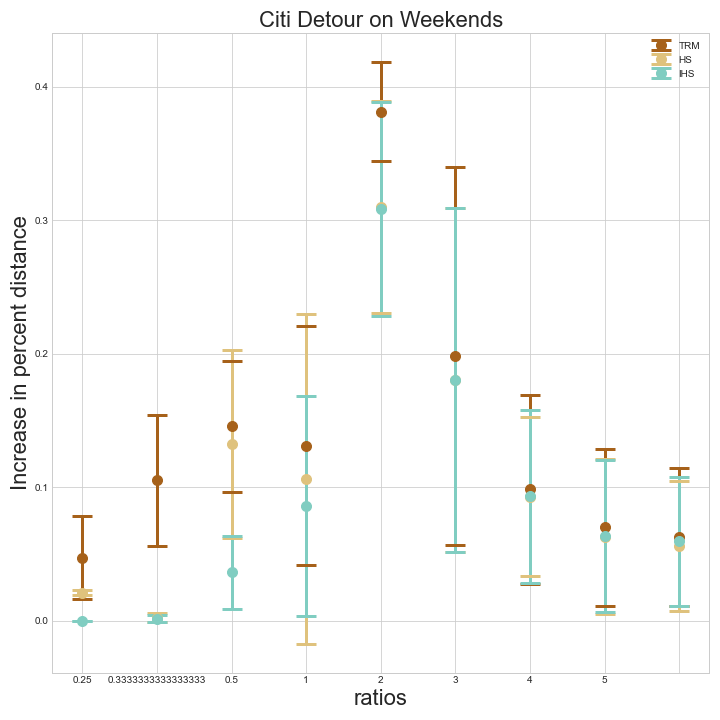 Citi Detour on Weekends
TRM
HS
IHS
0.4
0.3
0.2
0.1
0.0
Increase in percent distance
0.25 0.3333333333333333 0.5 1 2 3 4 5
ratios